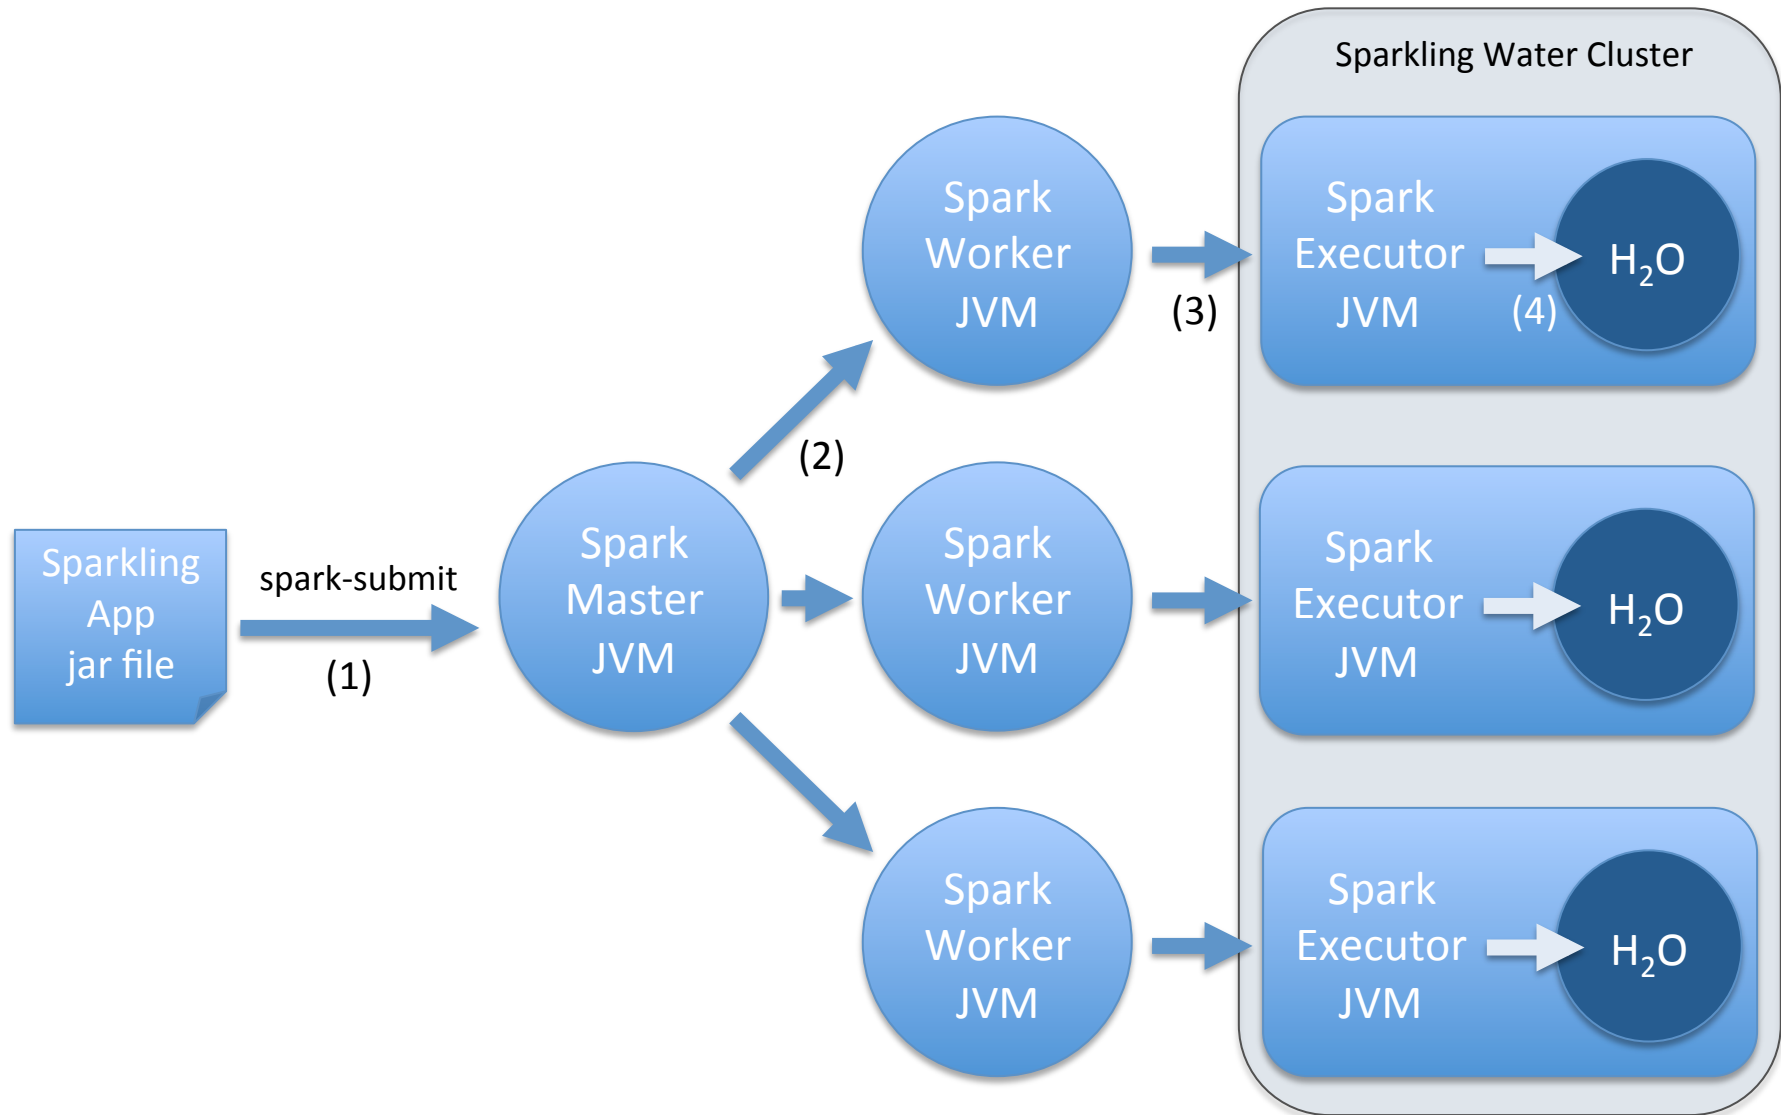 Sparkling Water Cluster
Spark
Worker
JVM
(3)
Spark
Executor
JVM
(4)
H₂O
(2)
Sparkling
App
jar file
spark-submit
(1)
Spark
Master
JVM
Spark
Worker
JVM
Spark
Executor
JVM
H₂O
Spark
Worker
JVM
Spark
Executor
JVM
H₂O